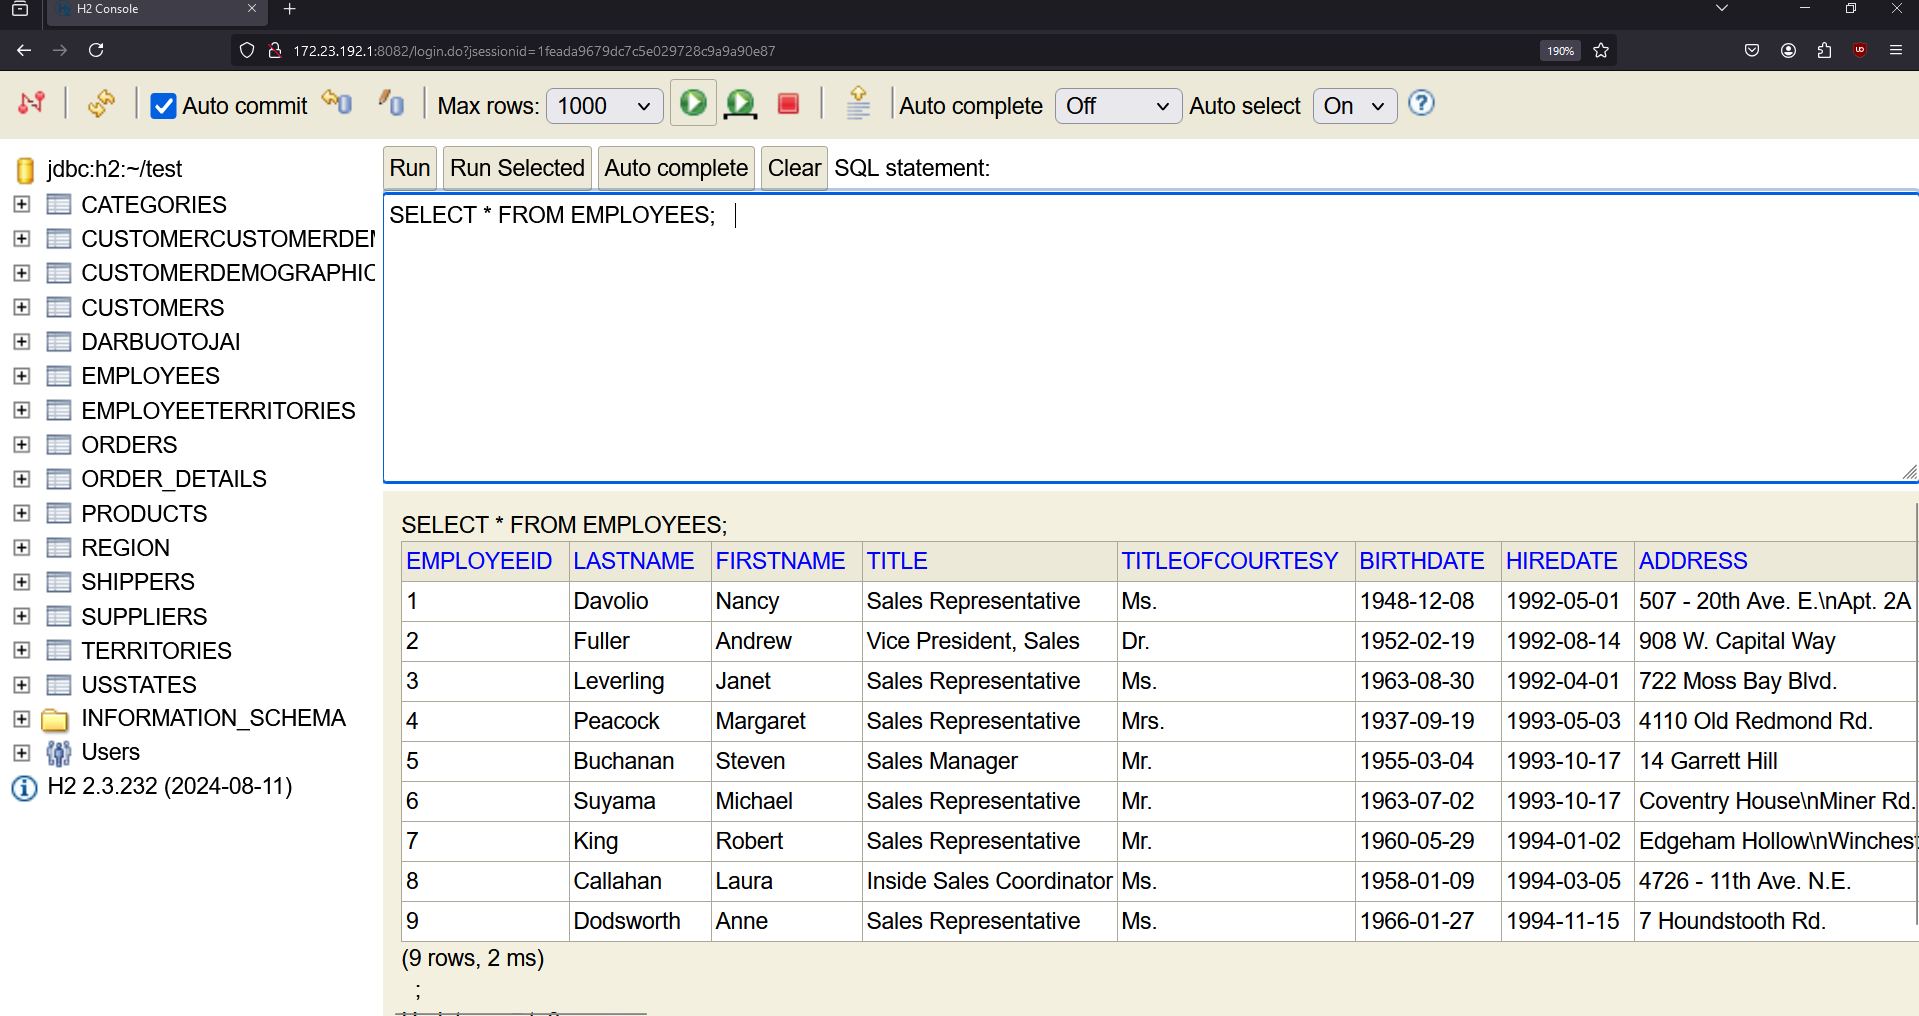 H2 Console
172.23.192.1:8082/login.do?jsessionid=1feada9679dc7c5e029728c9a9a90e87
190%
Auto commit
Max rows: 1000
Auto complete Off
Auto select On
jdbc:h2:~/test
CATEGORIES
CUSTOMERCUSTOMERDEM
CUSTOMERDEMOGRAPHIC
CUSTOMERS
DARBUOTOJAI
EMPLOYEES
EMPLOYEETERRITORIES
ORDERS
ORDER_DETAILS
PRODUCTS
REGION
SHIPPERS
SUPPLIERS
TERRITORIES
USSTATES
INFORMATION_SCHEMA
Users
H2 2.3.232 (2024-08-11)
Run Run Selected Auto complete Clear SQL statement:
SELECT * FROM EMPLOYEES;
SELECT * FROM EMPLOYEES;
EMPLOYEEID LASTNAME FIRSTNAME TITLE TITLEOFCOURTESY BIRTHDATE HIREDATE ADDRESS
1 Davolio Nancy Sales Representative Ms. 1948-12-08 1992-05-01 507 - 20th Ave. E.\nApt. 2A
2 Fuller Andrew Vice President, Sales Dr. 1952-02-19 1992-08-14 908 W. Capital Way
3 Leverling Janet Sales Representative Ms. 1963-08-30 1992-04-01 722 Moss Bay Blvd.
4 Peacock Margaret Sales Representative Mrs. 1937-09-19 1993-05-03 4110 Old Redmond Rd.
5 Buchanan Steven Sales Manager Mr. 1955-03-04 1993-10-17 14 Garrett Hill
6 Suyama Michael Sales Representative Mr. 1963-07-02 1993-10-17 Coventry House\nMiner Rd.
7 King Robert Sales Representative Mr. 1960-05-29 1994-01-02 Edgeham Hollow\nWinchest
8 Callahan Laura Inside Sales Coordinator Ms. 1958-01-09 1994-03-05 4726 - 11th Ave. N.E.
9 Dodsworth Anne Sales Representative Ms. 1966-01-27 1994-11-15 7 Houndstooth Rd.
(9 rows, 2 ms)
;